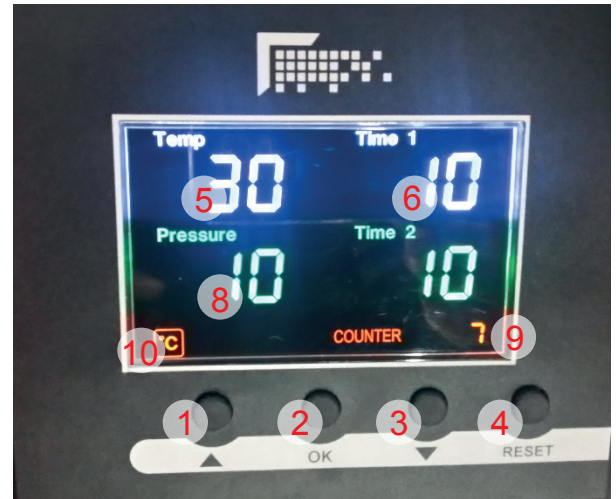 Temp Time 1
5 30 6 10
Pressure Time 2
8 10 10
10 °C COUNTER 7 9
1 2 3 4
▲ OK ▼ RESET